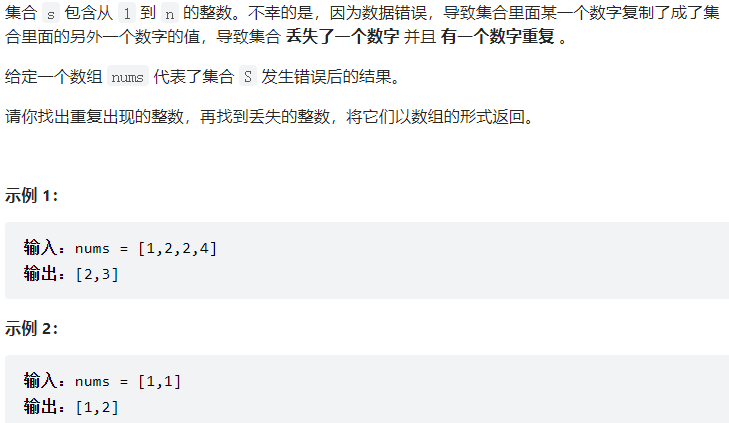 集合 s 包含从 1 到 n 的整数。不幸的是，因为数据错误，导致集合里面某一个数字复制了成了集
合里面的另外一个数字的值，导致集合 丢失了一个数字 并且 有一个数字重复 。
给定一个数组 nums 代表了集合 S 发生错误后的结果。
请你找出重复出现的整数，再找到丢失的整数，将它们以数组的形式返回。
示例 1：
输入：nums = [1,2,2,4]
输出：[2,3]
示例 2：
输入：nums = [1,1]
输出：[1,2]